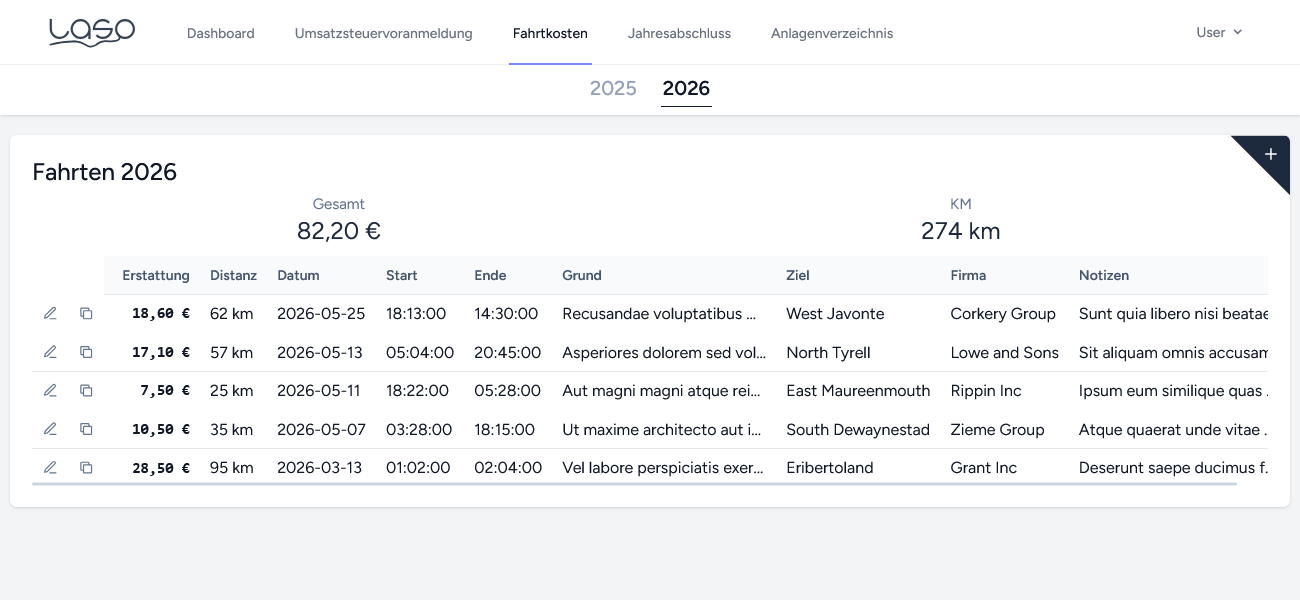 LQSO Dashboard Umsatzsteuervoranmeldung Fahrtkosten Jahresabschluss Anlagenverzeichnis User
2025 2026
Fahrten 2026
Gesamt KM
82,20 € 274 km
Erstattung Distanz Datum Start Ende Grund Ziel Firma Notizen
18,60 € 62 km 2026-05-25 18:13:00 14:30:00 Recusandae voluptatibus ... West Javonte Corkery Group Sunt quia libero nisi beatae
17,10 € 57 km 2026-05-13 05:04:00 20:45:00 Asperiores dolorem sed vol... North Tyrell Lowe and Sons Sit aliquam omnis accusam
7,50 € 25 km 2026-05-11 18:22:00 05:28:00 Aut magni magni atque rei... East Maureenmouth Rippin Inc Ipsum eum similique quas .
10,50 € 35 km 2026-05-07 03:28:00 18:15:00 Ut maxime architecto aut i... South Dewaynestad Zieme Group Atque quaerat unde vitae .
28,50 € 95 km 2026-03-13 01:02:00 02:04:00 Vel labore perspiciatis exer... Eribertoland Grant Inc Deserunt saepe ducimus f.